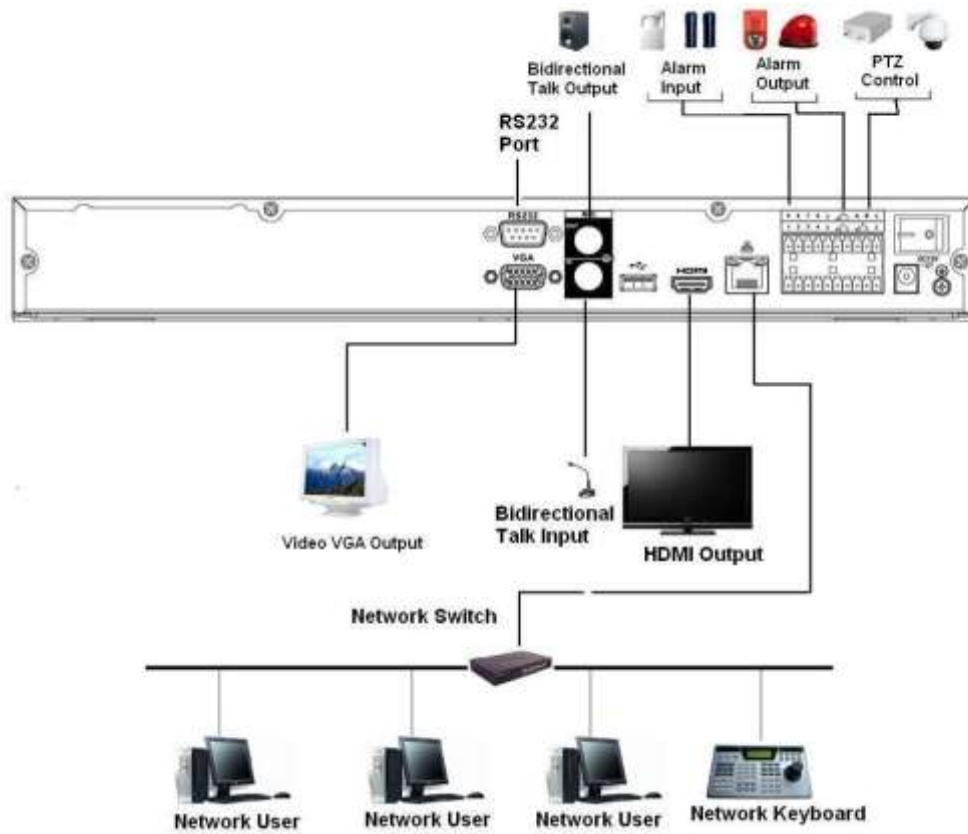 Bidirectional
Talk Output
Alarm
Input
Alarm
Output
PTZ
Control
RS232
Port
RS232
VGA
HDMI
Video VGA Output
Bidirectional
Talk Input
HDMI Output
Network Switch
Network User
Network User
Network User
Network Keyboard